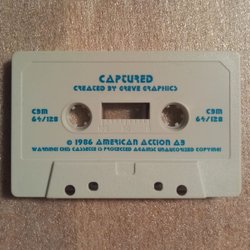 CAPTURED
CREATED BY GREVE GRAPHICS
CBM CBM
64/128 64/128
© 1986 AMERICAN ACTION AB
WARNING! THIS CASSETTE IS PROTECTED AGAINST UNAUTHORIZED COPYING!